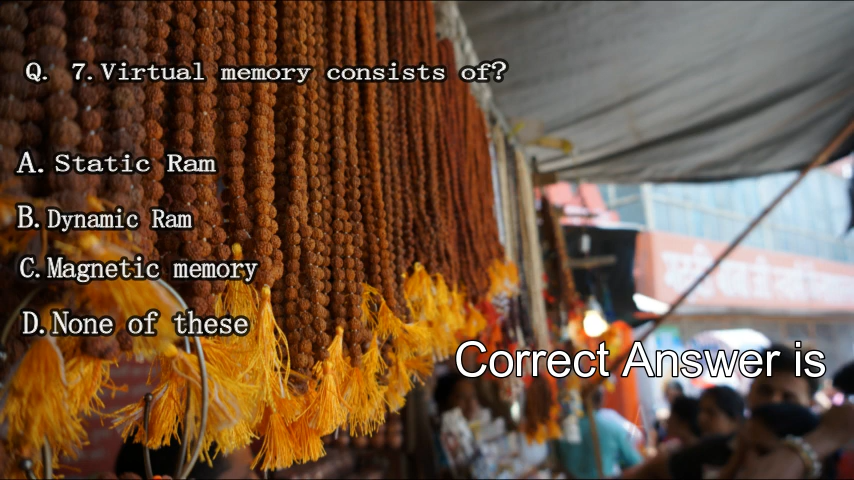 Q. 7. Virtual memory consists of?
A. Static Ram
B. Dynamic Ram
C. Magnetic memory
D. None of these
Correct Answer is